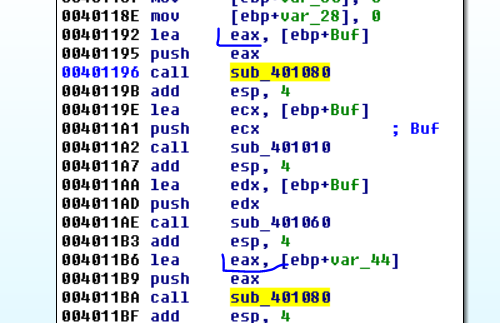 0040118E mov [ebp+var_28], 0
00401192 lea eax, [ebp+Buf]
00401195 push eax
00401196 call sub_401080
0040119B add esp, 4
0040119E lea ecx, [ebp+Buf]
004011A1 push ecx ; Buf
004011A2 call sub_401010
004011A7 add esp, 4
004011AA lea edx, [ebp+Buf]
004011AD push edx
004011AE call sub_401060
004011B3 add esp, 4
004011B6 lea eax, [ebp+var_44]
004011B9 push eax
004011BA call sub_401080
004011BF add esp, 4